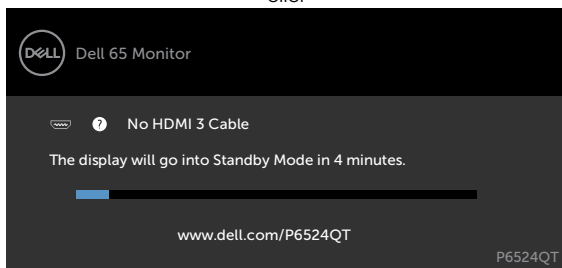 DELL
Dell 65 Monitor
? No HDMI 3 Cable
The display will go into Standby Mode in 4 minutes.
www.dell.com/P6524QT
P6524QT